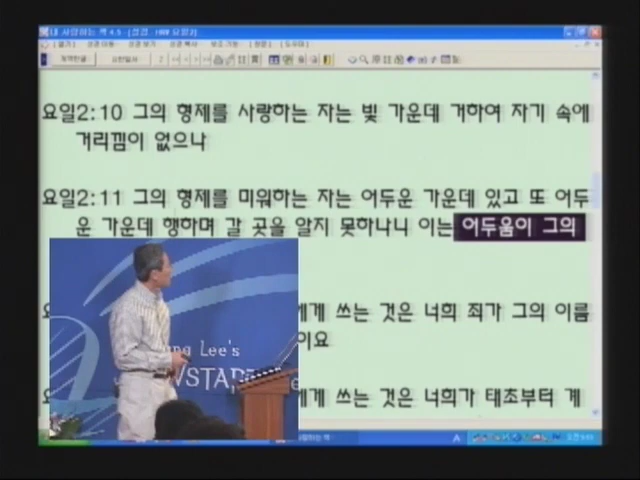 요일2:10 그의 형제를 사랑하는 자는 빛 가운데 거하여 자기 속에
거리낌이 없으나
요일2:11 그의 형제를 미워하는 자는 어두운 가운데 있고 또 어두
운 가운데 행하며 갈 곳을 알지 못하나니 이는 어두움이 그의
에게 쓰는 것은 너희 죄가 그의 이름
이요
에게 쓰는 것은 너희가 태초부터 계
Lee's